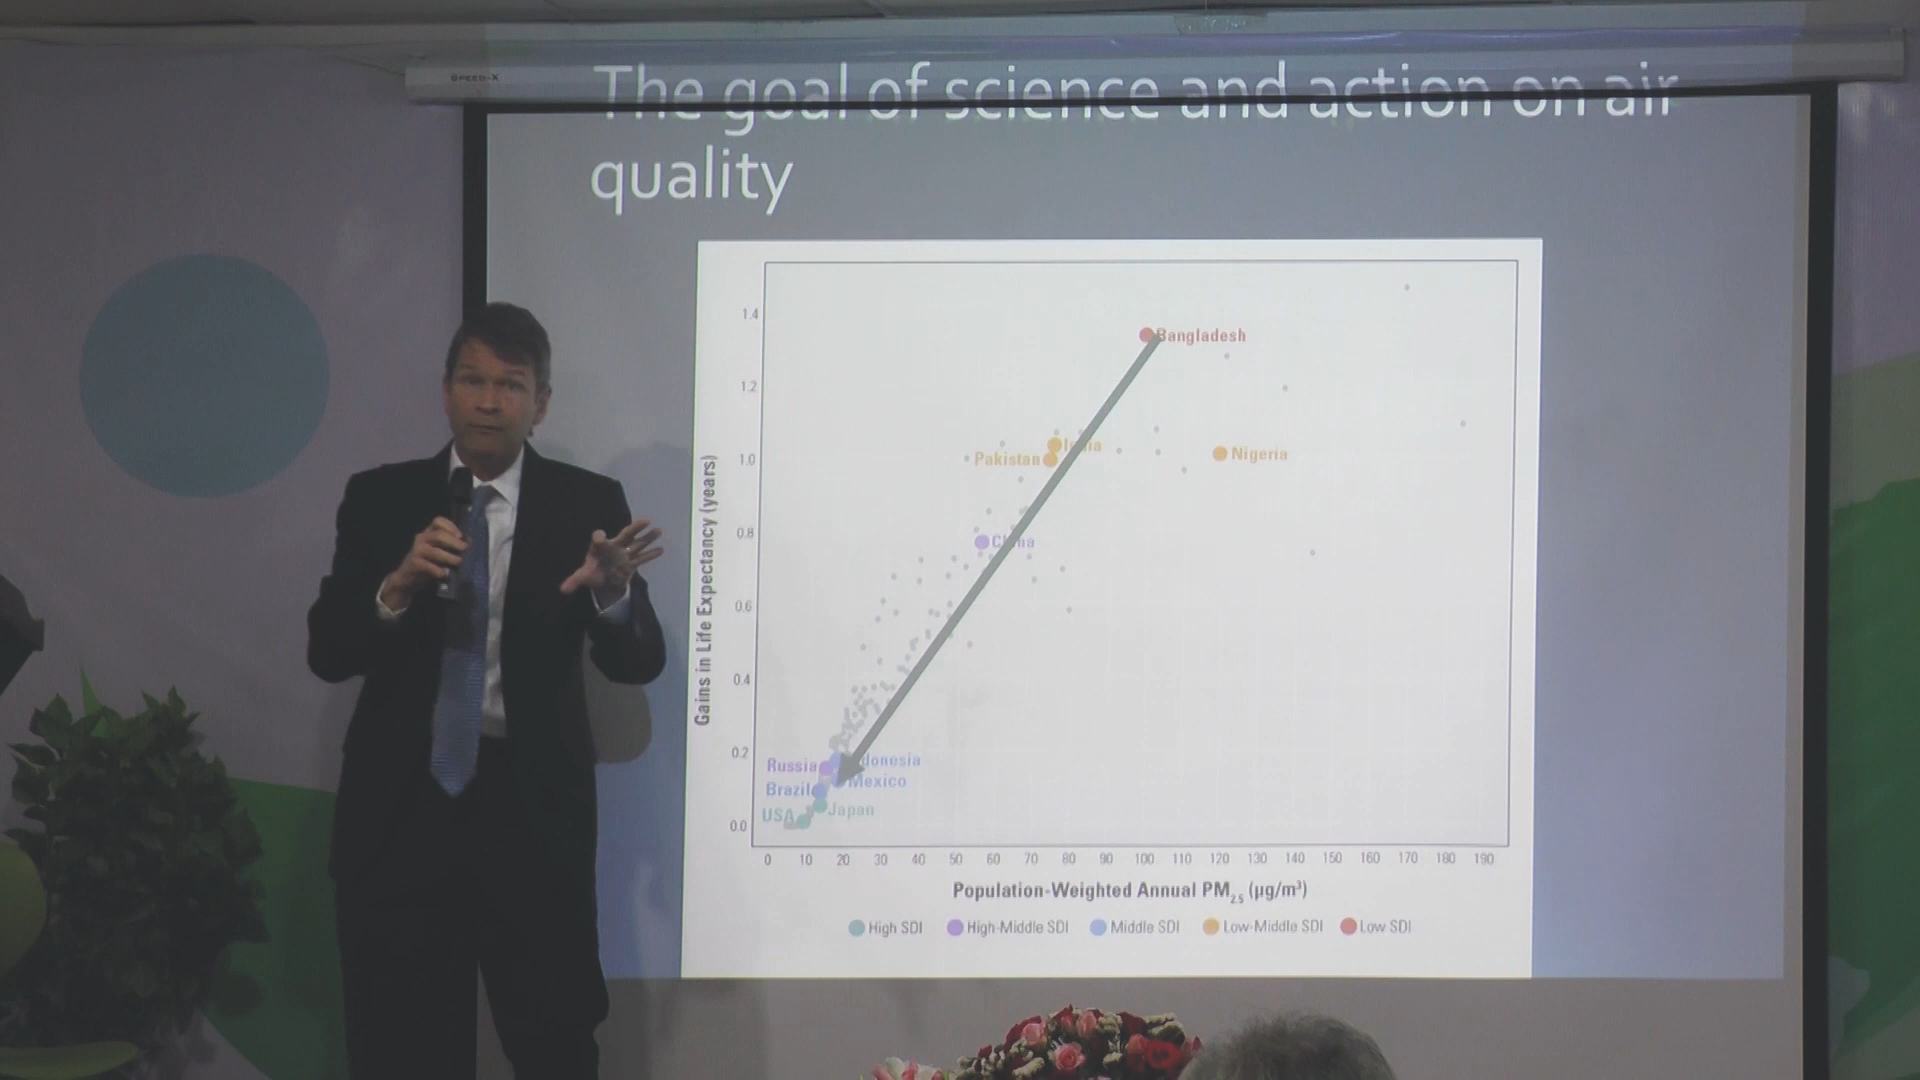 SPEED-X
The goal of science and action on air
quality
1.4
1.2
1.0
0.8
0.6
0.4
0.2
0.0
Gains in Life Expectancy (years)
Bangladesh
India
Pakistan
Nigeria
China
Russia
Indonesia
Brazil
Mexico
USA
Japan
0 10 20 30 40 50 60 70 80 90 100 110 120 130 140 150 160 170 180 190
Population-Weighted Annual PM2.5 (µg/m³)
High SDI High-Middle SDI Middle SDI Low-Middle SDI Low SDI